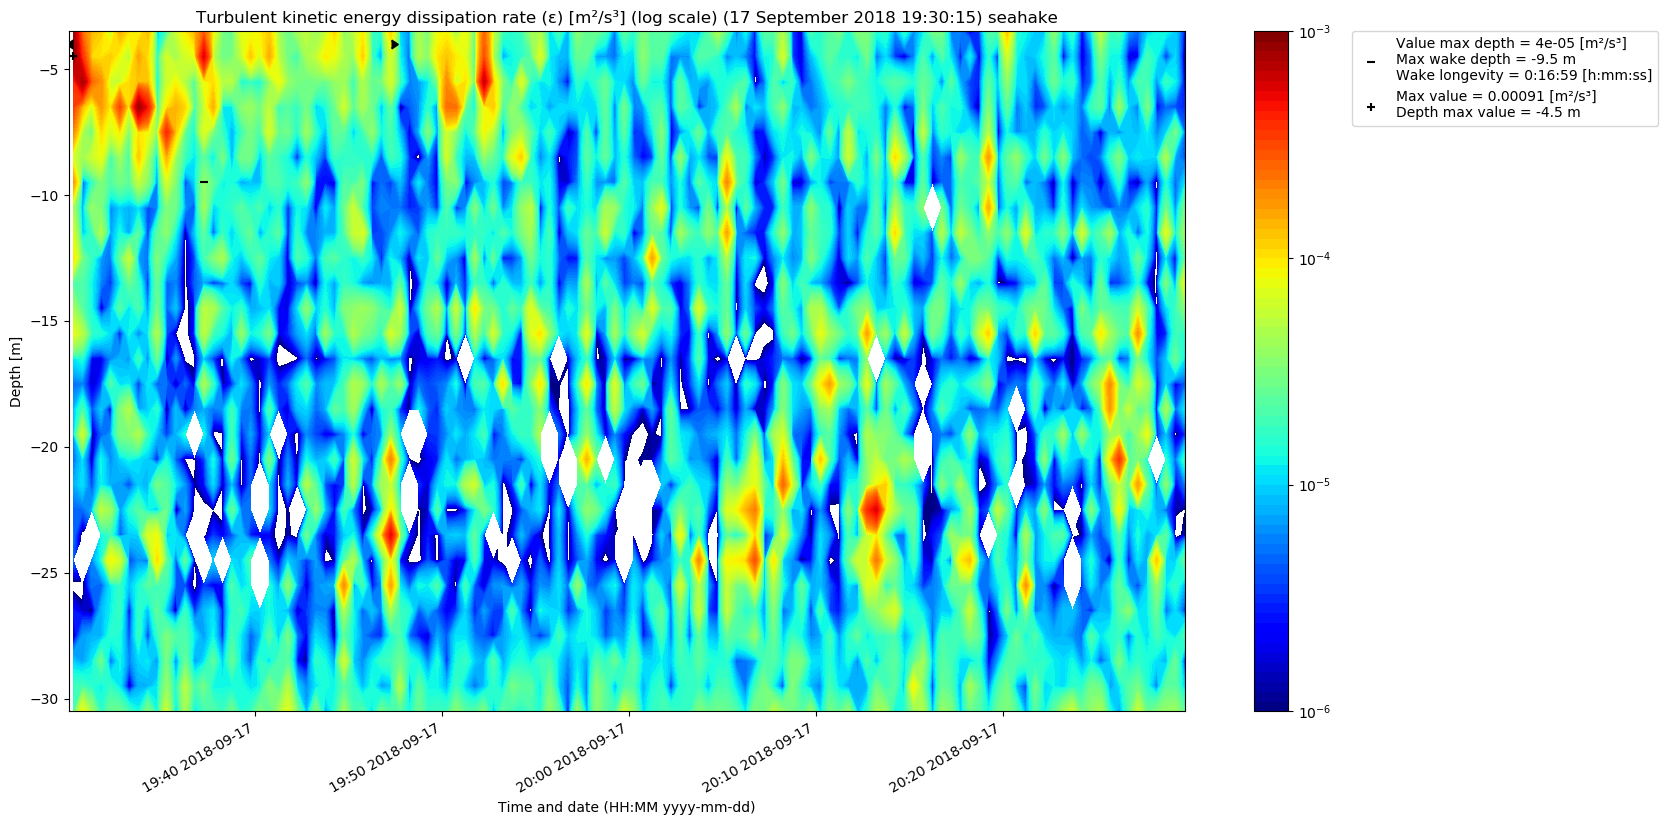 Turbulent kinetic energy dissipation rate (ε) [m²/s³] (log scale) (17 September 2018 19:30:15) seahake
Value max depth = 4e-05 [m²/s³]
Max wake depth = -9.5 m
Wake longevity = 0:16:59 [h:mm:ss]
Max value = 0.00091 [m²/s³]
Depth max value = -4.5 m
Depth [m]
−5
−10
−15
−20
−25
−30
10⁻³
10⁻⁴
10⁻⁵
10⁻⁶
19:40 2018-09-17
19:50 2018-09-17
20:00 2018-09-17
20:10 2018-09-17
20:20 2018-09-17
Time and date (HH:MM yyyy-mm-dd)